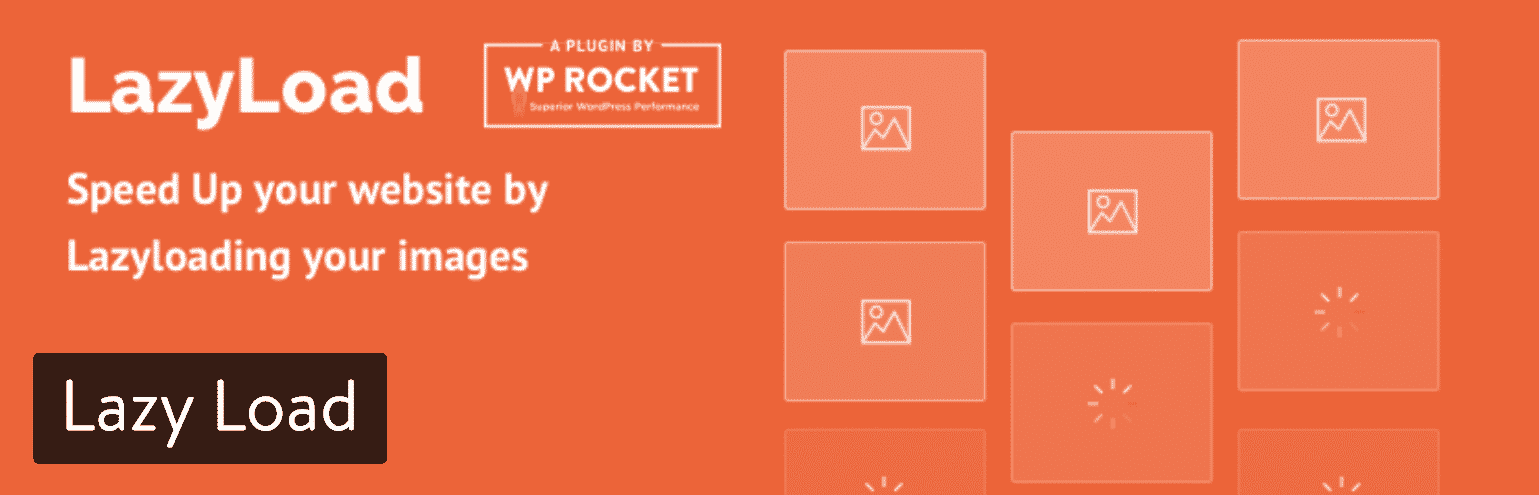 LazyLoad
A PLUGIN BY
WP ROCKET
Superior WordPress Performance
Speed Up your website by
Lazyloading your images
Lazy Load